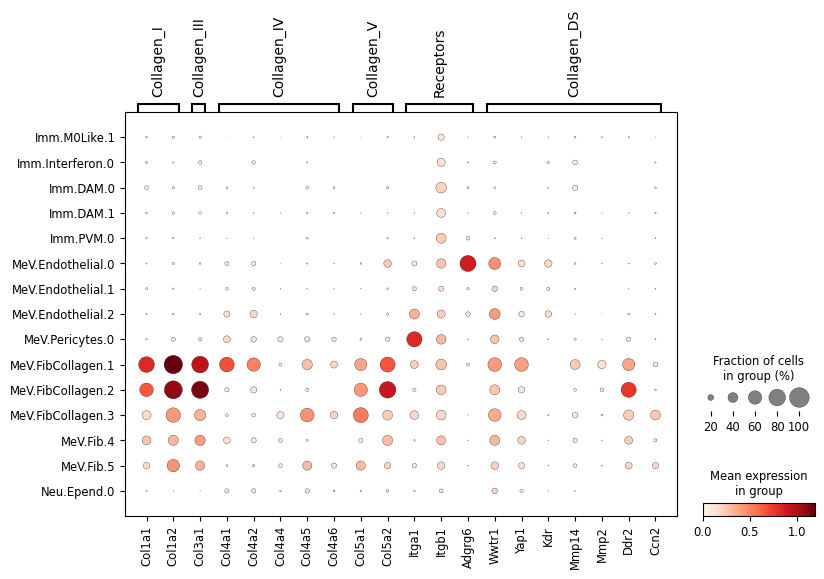 Collagen_I
Collagen_III
Collagen_IV
Collagen_V
Receptors
Collagen_DS
Imm.M0Like.1
Imm.Interferon.0
Imm.DAM.0
Imm.DAM.1
Imm.PVM.0
MeV.Endothelial.0
MeV.Endothelial.1
MeV.Endothelial.2
MeV.Pericytes.0
MeV.FibCollagen.1
MeV.FibCollagen.2
MeV.FibCollagen.3
MeV.Fib.4
MeV.Fib.5
Neu.Epend.0
Col1a1
Col1a2
Col3a1
Col4a1
Col4a2
Col4a4
Col4a5
Col4a6
Col5a1
Col5a2
Itga1
Itgb1
Adgrg6
Wwtr1
Yap1
Kdr
Mmp14
Mmp2
Ddr2
Ccn2
Fraction of cells
in group (%)
20 40 60 80 100
Mean expression
in group
0.0 0.5 1.0